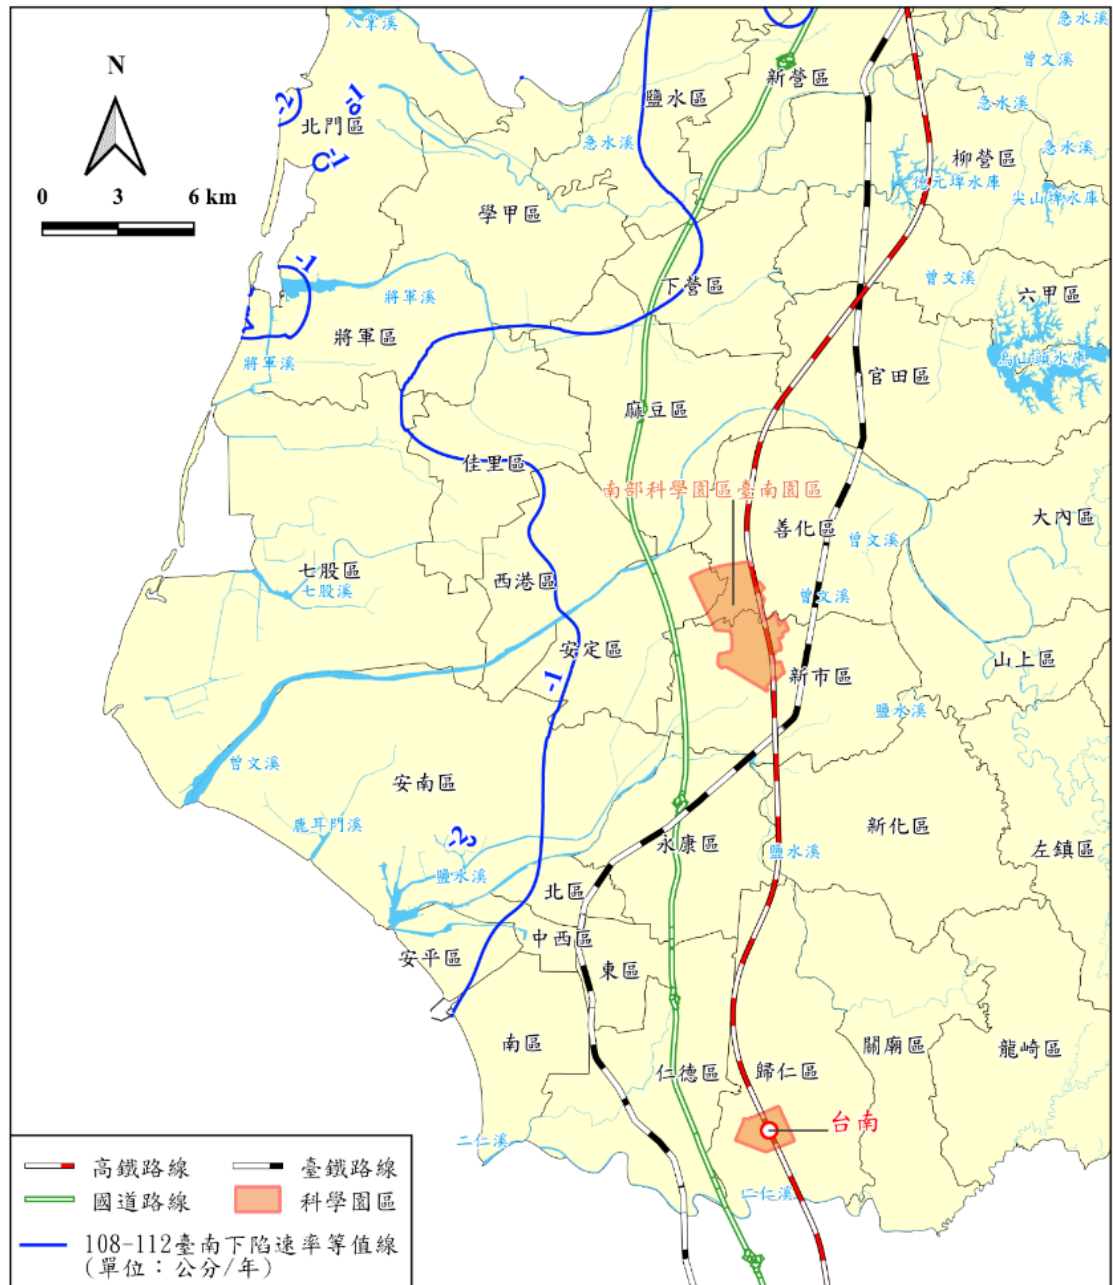 八掌溪
急水溪
N
新營區
曾文溪
鹽水區
-2
-1
0
急水溪
北門區
急水溪
急水溪
-1
柳營區
德元埤水庫
0 3 6 km
尖山埤水庫
學甲區
-1
下營區
曾文溪
將軍溪
六甲區
將軍區
烏山頭水庫
將軍溪
官田區
麻豆區
佳里區
南部科學園區臺南園區
大內區
善化區
曾文溪
七股區
西港區
七股溪
曾文溪
安定區
山上區
新市區
-1
鹽水溪
曾文溪
安南區
鹿耳門溪
新化區
-2
永康區
鹽水溪
左鎮區
鹽水溪
北區
中西區
安平區
東區
南區
關廟區
龍崎區
仁德區
歸仁區
台南
二仁溪
二仁溪
高鐵路線
臺鐵路線
國道路線
科學園區
108-112臺南下陷速率等值線
(單位：公分/年)